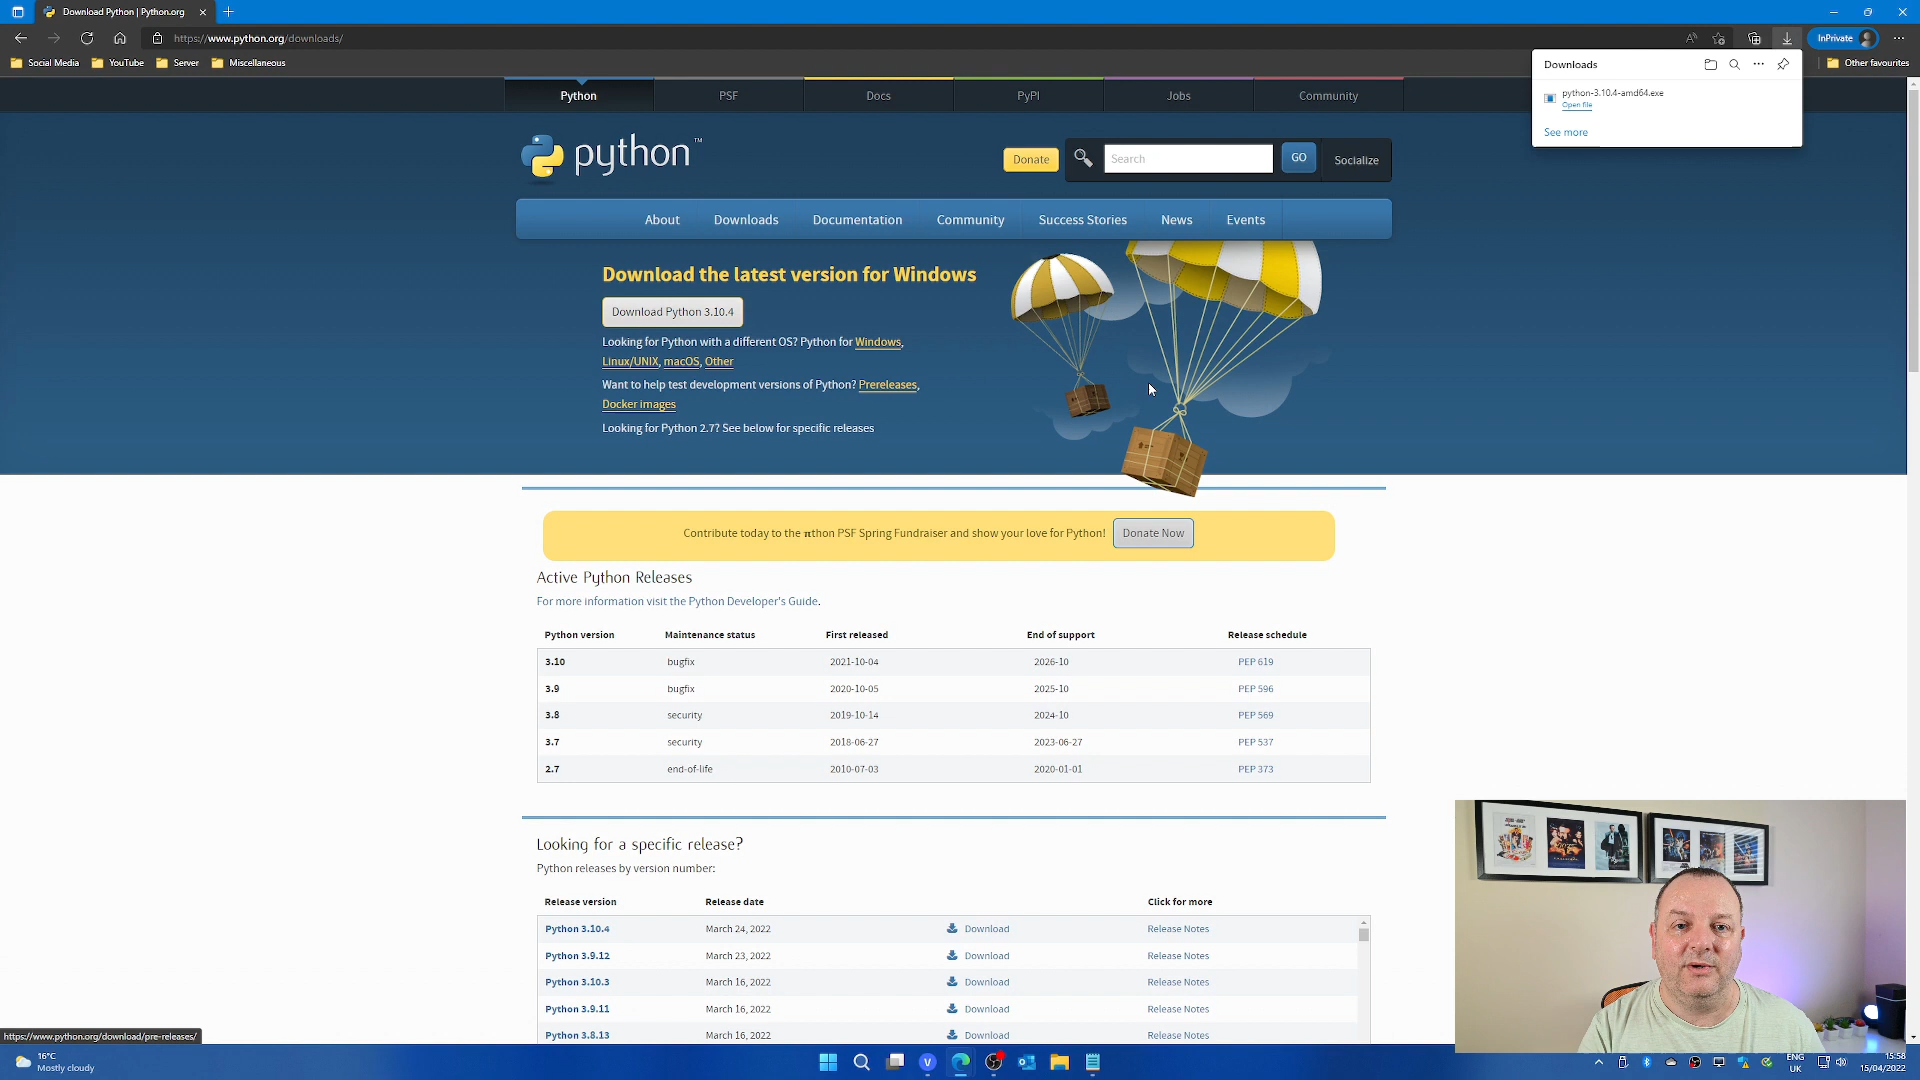 Download Python | Python.org
https://www.python.org/downloads/
InPrivate
Social Media
YouTube
Server
Miscellaneous
Other favourites
Downloads
python-3.10.4-amd64.exe
Open file
See more
Python
PSF
Docs
PyPI
Jobs
Community
python™
Donate
Search
GO
Socialize
About
Downloads
Documentation
Community
Success Stories
News
Events
Download the latest version for Windows
Download Python 3.10.4
Looking for Python with a different OS? Python for Windows,
Linux/UNIX, macOS, Other
Want to help test development versions of Python? Prereleases,
Docker images
Looking for Python 2.7? See below for specific releases
Contribute today to the πthon PSF Spring Fundraiser and show your love for Python! Donate Now
Active Python Releases
For more information visit the Python Developer's Guide.
Python version Maintenance status First released End of support Release schedule
3.10 bugfix 2021-10-04 2026-10 PEP 619
3.9 bugfix 2020-10-05 2025-10 PEP 596
3.8 security 2019-10-14 2024-10 PEP 569
3.7 security 2018-06-27 2023-06-27 PEP 537
2.7 end-of-life 2010-07-03 2020-01-01 PEP 373
Looking for a specific release?
Python releases by version number:
Release version Release date Click for more
Python 3.10.4 March 24, 2022 Download Release Notes
Python 3.9.12 March 23, 2022 Download Release Notes
Python 3.10.3 March 16, 2022 Download Release Notes
Python 3.9.11 March 16, 2022 Download Release Notes
Python 3.8.13 March 16, 2022 Download Release Notes
https://www.python.org/download/pre-releases/
16°C
Mostly cloudy
ENG
UK
15:58
15/04/2022